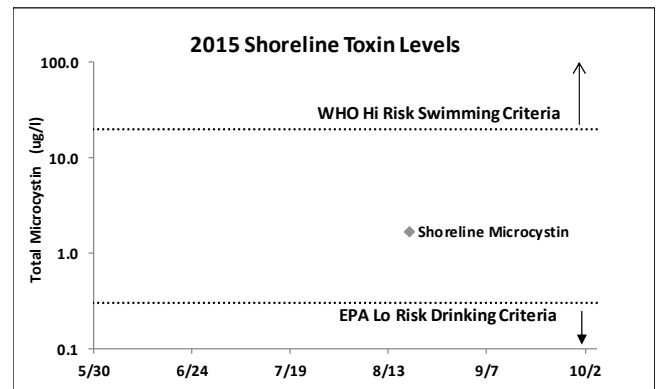 2015 Shoreline Toxin Levels
Total Microcystin (ug/l)
100.0
WHO Hi Risk Swimming Criteria
10.0
Shoreline Microcystin
1.0
EPA Lo Risk Drinking Criteria
0.1
5/30 6/24 7/19 8/13 9/7 10/2